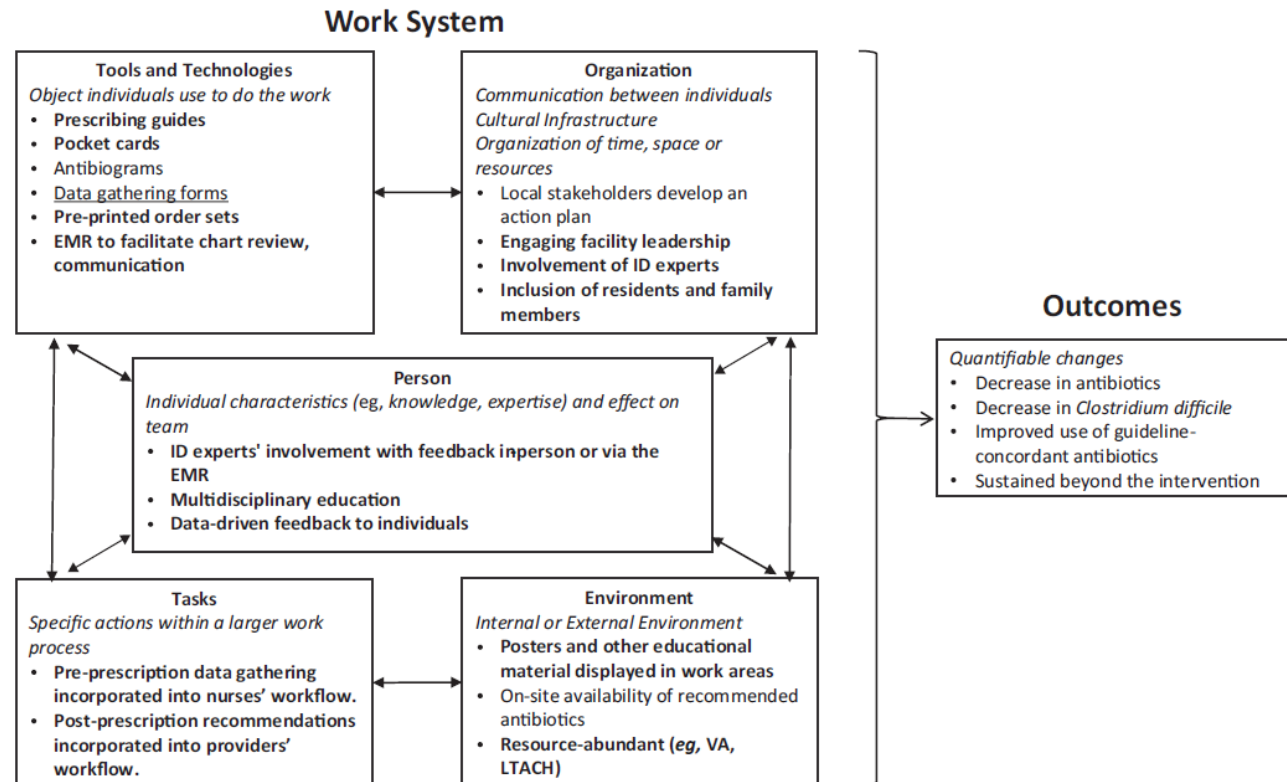 Work System
Tools and Technologies
Object individuals use to do the work
• Prescribing guides
• Pocket cards
• Antibiograms
• Data gathering forms
• Pre-printed order sets
• EMR to facilitate chart review,
communication
Organization
Communication between individuals
Cultural Infrastructure
Organization of time, space or
resources
• Local stakeholders develop an
action plan
• Engaging facility leadership
• Involvement of ID experts
• Inclusion of residents and family
members
Person
Individual characteristics (eg, knowledge, expertise) and effect on
team
• ID experts' involvement with feedback in-person or via the
EMR
• Multidisciplinary education
• Data-driven feedback to individuals
Tasks
Specific actions within a larger work
process
• Pre-prescription data gathering
incorporated into nurses’ workflow.
• Post-prescription recommendations
incorporated into providers’
workflow.
Environment
Internal or External Environment
• Posters and other educational
material displayed in work areas
• On-site availability of recommended
antibiotics
• Resource-abundant (eg, VA,
LTACH)
Outcomes
Quantifiable changes
• Decrease in antibiotics
• Decrease in Clostridium difficile
• Improved use of guideline-
concordant antibiotics
• Sustained beyond the intervention